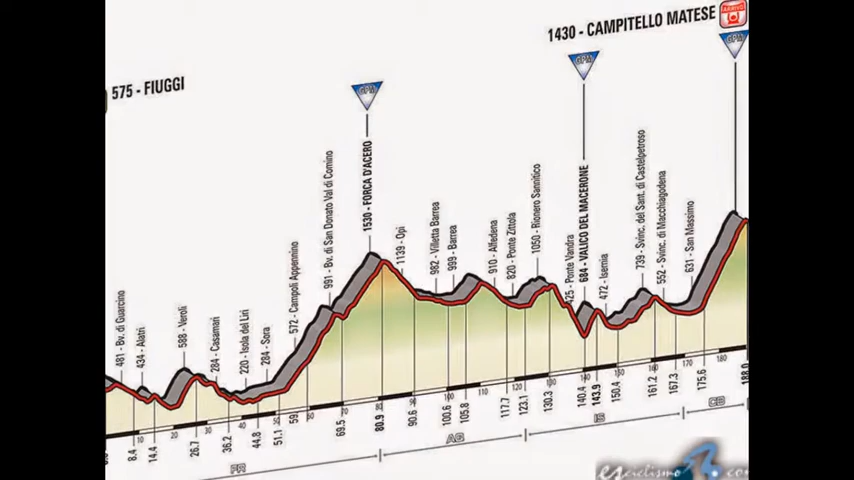 1430 - CAMPITELLO MATESE
ARRIVO
575 - FIUGGI
GPM
GPM
GPM
481 - Bv. di Guarcino
434 - Alatri
588 - Veroli
284 - Casamari
220 - Isola del Liri
284 - Sora
572 - Campoli Appennino
991 - Bv. di San Donato Val di Comino
1530 - FORCA D'ACERO
1139 - Opi
982 - Villetta Barrea
999 - Barrea
910 - Alfedena
820 - Ponte Zittola
1050 - Rionero Sannitico
425 - Ponte Vandra
684 - VALICO DEL MACERONE
472 - Isernia
739 - Svinc. del Sant. di Castelpetroso
552 - Svinc. di Macchiagodena
631 - San Massimo
10 20 30 40 50 60 70 80 90 100 110 120 130 140 150 160 170 180
8.4 14.4 26.7 36.2 44.8 51.1 69.5 80.9 90.6 100.6 105.8 117.7 123.1 130.3 140.4 143.9 150.4 161.2 167.3 175.6 188.0
FR AQ IS CB
esciclismo